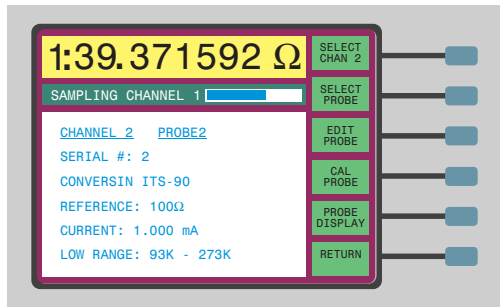 1:39.371592 Ω
SAMPLING CHANNEL 1
CHANNEL 2 PROBE2
SERIAL #: 2
CONVERSIN ITS-90
REFERENCE: 100Ω
CURRENT: 1.000 mA
LOW RANGE: 93K - 273K
SELECT
CHAN 2
SELECT
PROBE
EDIT
PROBE
CAL
PROBE
PROBE
DISPLAY
RETURN